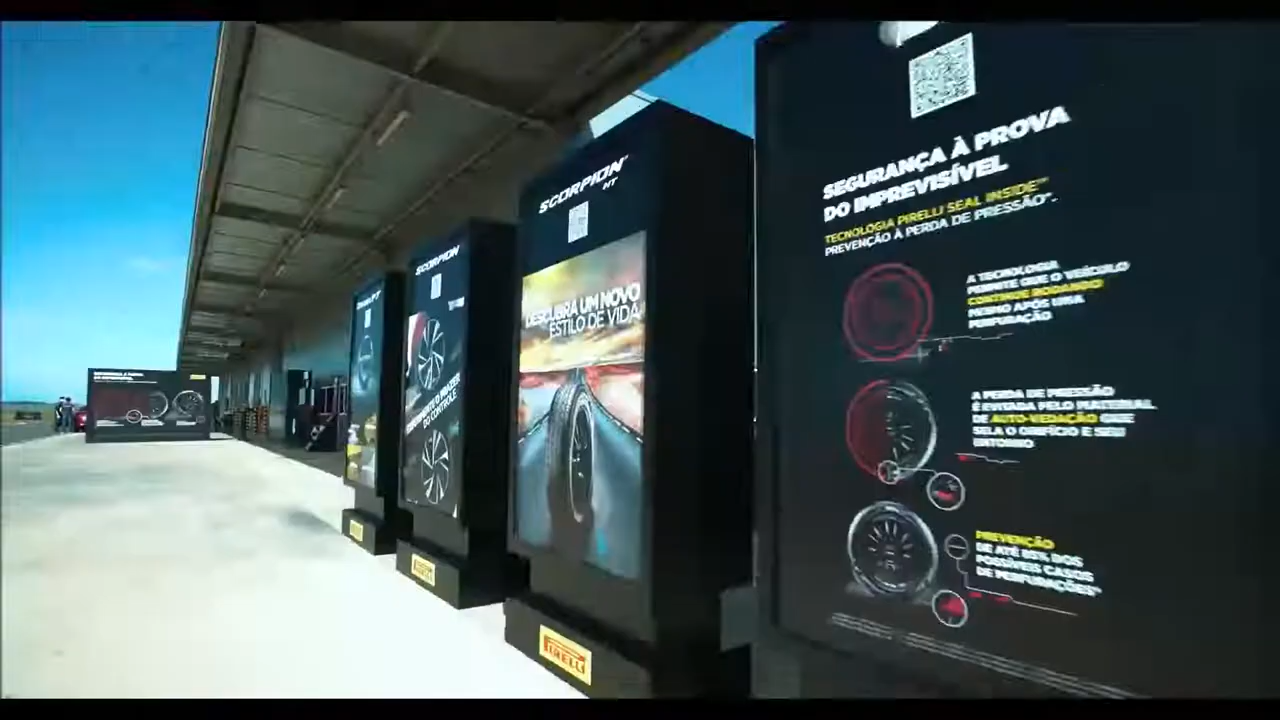 SCORPION
SCORPION
HT
DESCUBRA UM NOVO
ESTILO DE VIDA
PIRELLI
PIRELLI
DO CONTROLE
SEGURANÇA À PROVA
DO IMPREVISÍVEL
TECNOLOGIA PIRELLI SEAL INSIDE™
PREVENÇÃO À PERDA DE PRESSÃO*.
A TECNOLOGIA
PERMITE QUE O VEÍCULO
CONTINUE RODANDO
MESMO APÓS UMA
PERFURAÇÃO
A PERDA DE PRESSÃO
É EVITADA PELO MATERIAL
DE AUTO-VEDAÇÃO QUE
SELA O ORIFÍCIO E SEU
ENTORNO
PREVENÇÃO
DE ATÉ 85% DOS
POSSÍVEIS CASOS
DE PERFURAÇÕES*